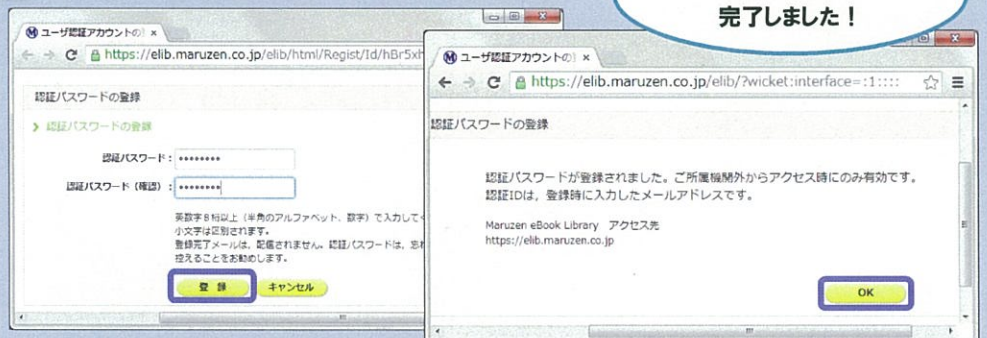 完了しました！
ユーザ認証アカウントの
https://elib.maruzen.co.jp/elib/html/Regist/Id/hBr5xh
認証パスワードの登録
認証パスワードの登録
認証パスワード：
認証パスワード（確認）：
英数字8桁以上（半角のアルファベット、数字）で入力して
小文字は区別されます。
登録完了メールは、配信されません。認証パスワードは、忘れ
控えることをお勧めします。
登 録
キャンセル
ユーザ認証アカウントの
https://elib.maruzen.co.jp/elib/?wicket:interface=:1::::
認証パスワードの登録
認証パスワードが登録されました。ご所属機関外からアクセス時にのみ有効です。
認証IDは，登録時に入力したメールアドレスです。
Maruzen eBook Library アクセス先
https://elib.maruzen.co.jp
OK